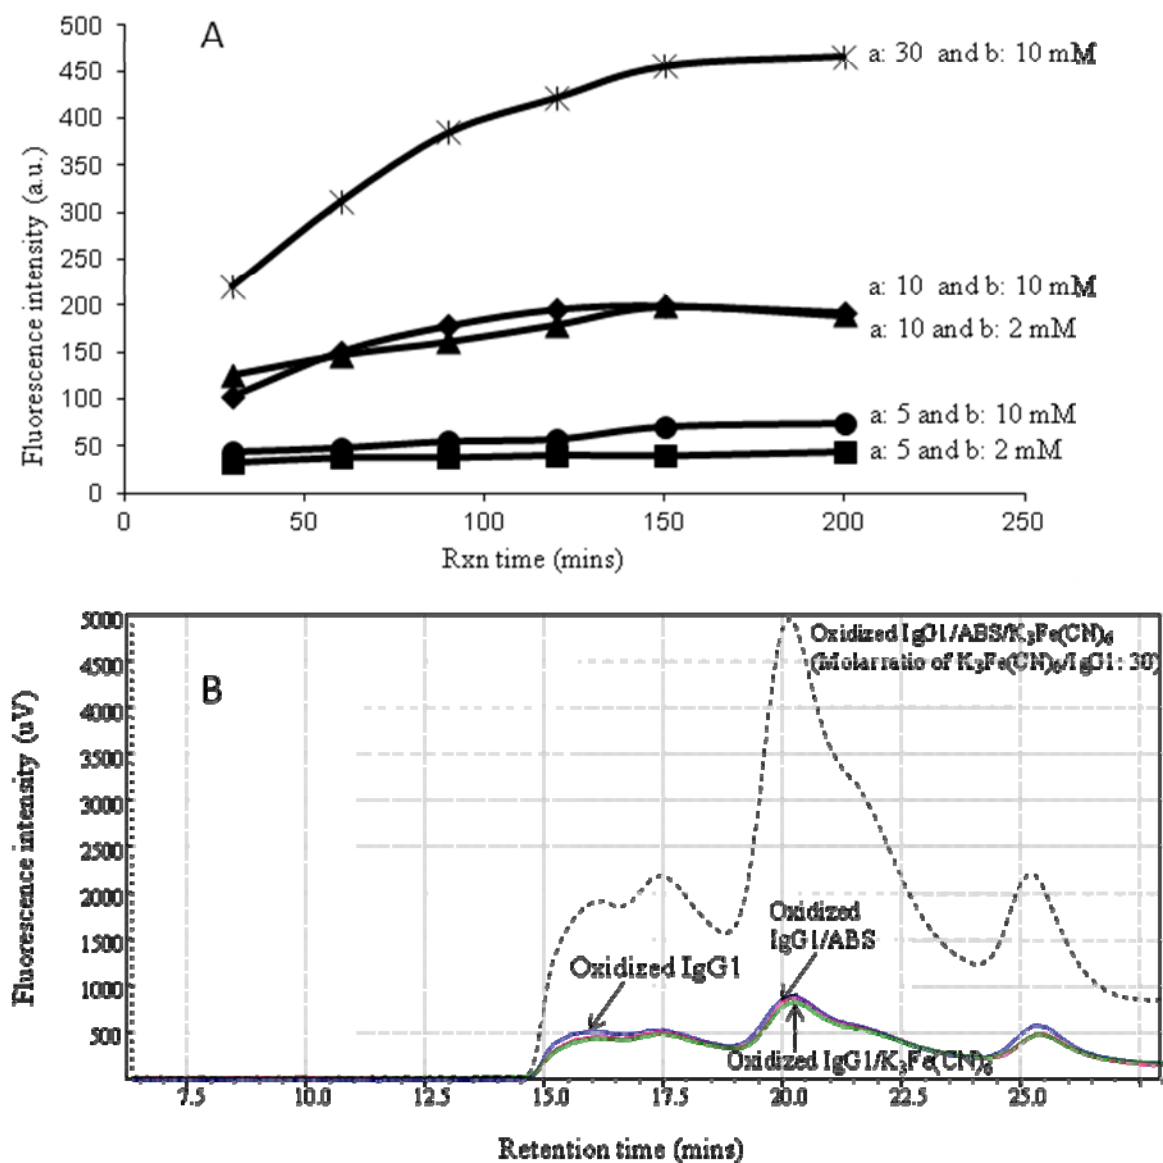 A
500
450
400
350
300
250
200
150
100
50
0
Fluorescence intensity (a.u.)
0 50 100 150 200 250
Rxn time (mins)
a: 30 and b: 10 mM
a: 10 and b: 10 mM
a: 10 and b: 2 mM
a: 5 and b: 10 mM
a: 5 and b: 2 mM
B
5000
4500
4000
3500
3000
2500
2000
1500
1000
500
Fluorescence intensity (uV)
Oxidized IgG1/ABS/K₃Fe(CN)₆
(Molarratio of K₃Fe(CN)₆/IgG1: 30)
Oxidized
IgG1/ABS
Oxidized IgG1
Oxidized IgG1/K₃Fe(CN)₆
7.5 10.0 12.5 15.0 17.5 20.0 22.5 25.0
Retention time (mins)